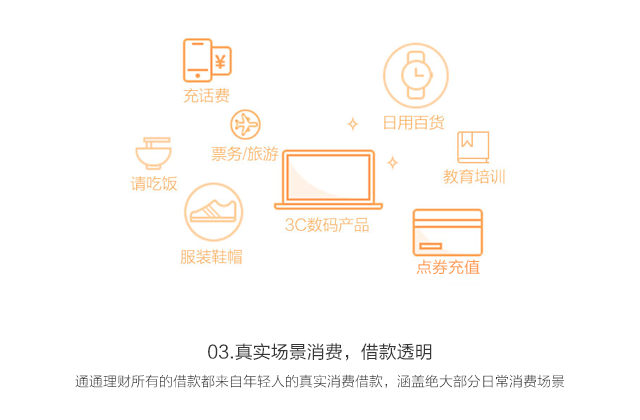 充话费
日用百货
票务/旅游
请吃饭
教育培训
3C数码产品
服装鞋帽
点券充值
03.真实场景消费，借款透明
通通理财所有的借款都来自年轻人的真实消费借款，涵盖绝大部分日常消费场景